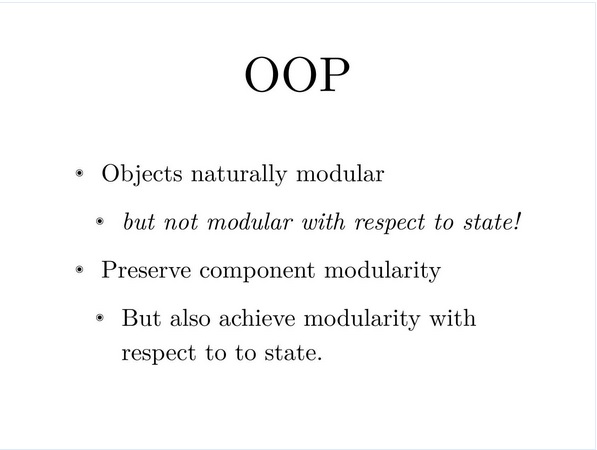 OOP
Objects naturally modular
but not modular with respect to state!
Preserve component modularity
But also achieve modularity with
respect to to state.